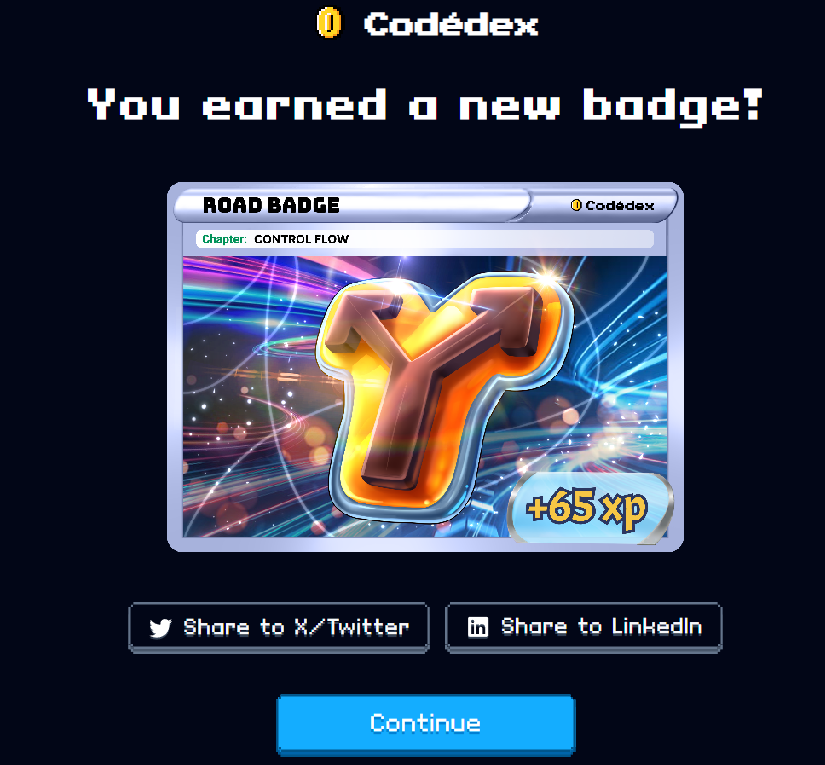 Codédex
You earned a new badge!
ROAD BADGE
Codédex
Chapter: CONTROL FLOW
+65 xp
Share to X/Twitter
Share to LinkedIn
Continue